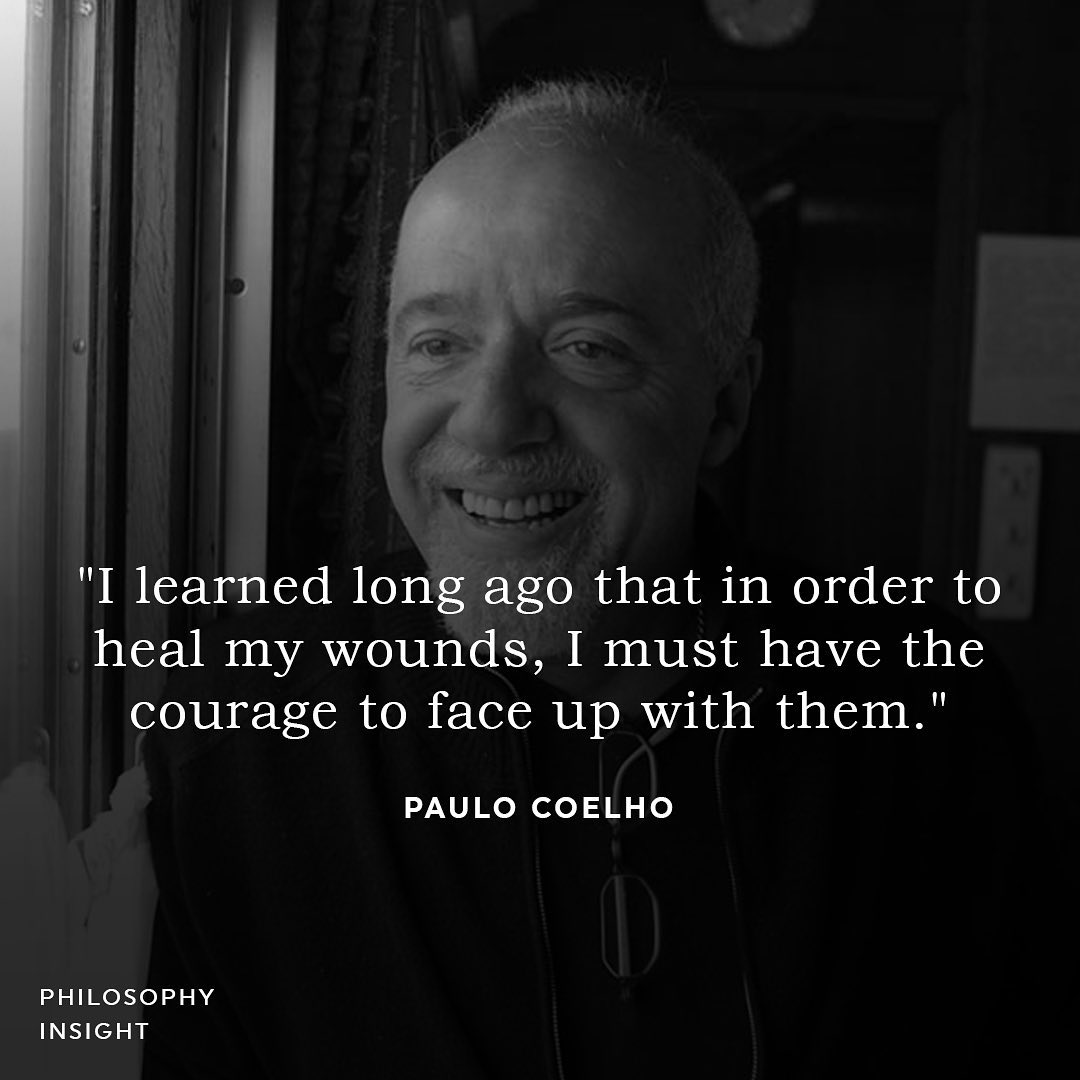 "I learned long ago that in order to
heal my wounds, I must have the
courage to face up with them."
PAULO COELHO
PHILOSOPHY
INSIGHT